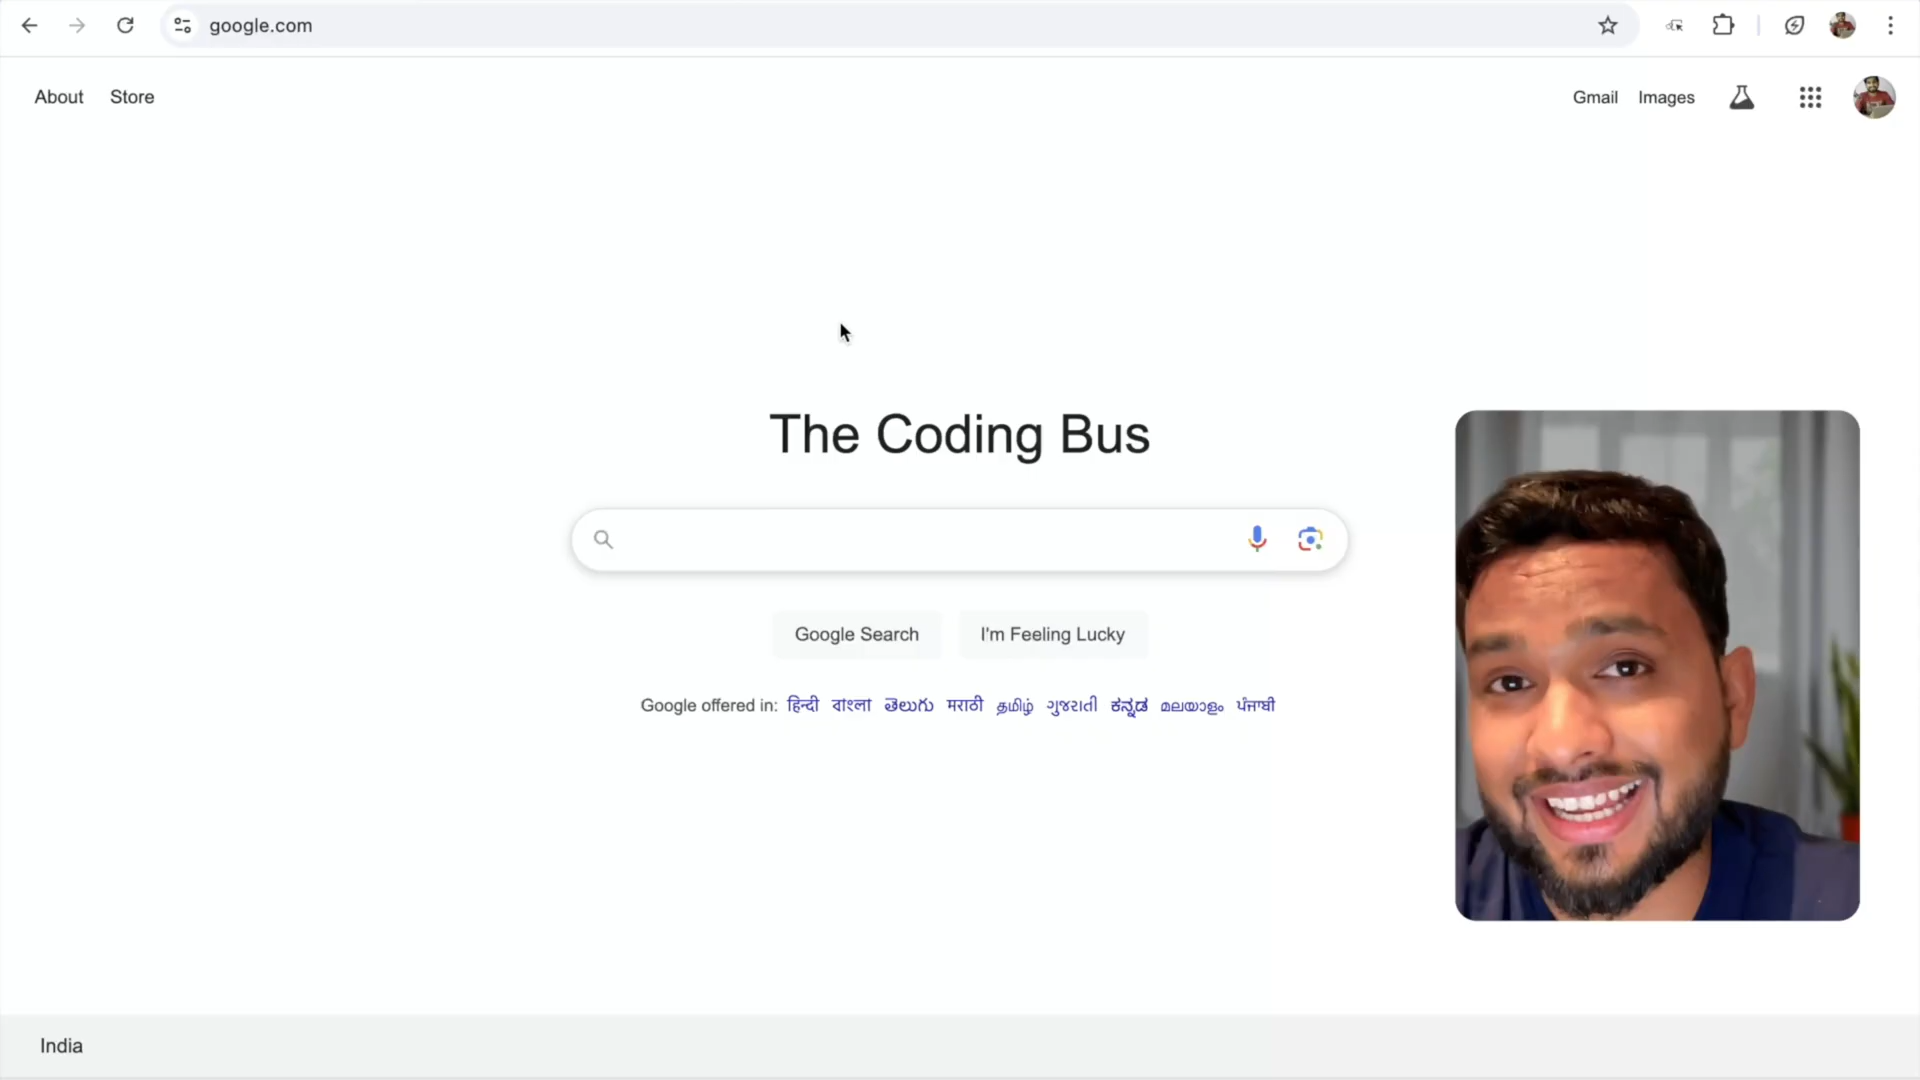 google.com
About Store Gmail Images
The Coding Bus
Google Search I'm Feeling Lucky
Google offered in: हिन्दी বাংলা తెలుగు मराठी தமிழ் ગુજરાતી ಕನ್ನಡ മലയാളം ਪੰਜਾਬੀ
India